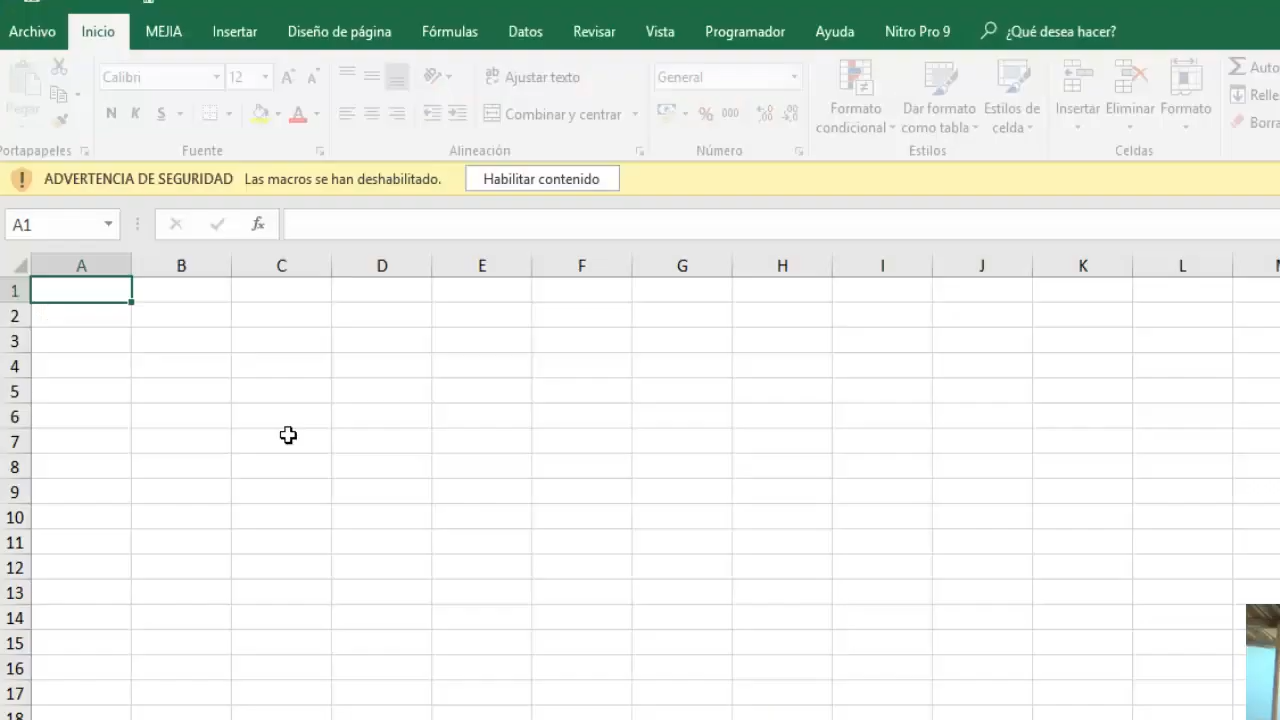 Archivo Inicio MEJIA Insertar Diseño de página Fórmulas Datos Revisar Vista Programador Ayuda Nitro Pro 9 ¿Qué desea hacer?
Pegar Calibri 12 A A ab Ajustar texto General Formato condicional Dar formato como tabla Estilos de celda Insertar Eliminar Formato Σ Auto
N K S A Combinar y centrar % 000 Relle
Borra
Portapapeles Fuente Alineación Número Estilos Celdas
ADVERTENCIA DE SEGURIDAD Las macros se han deshabilitado. Habilitar contenido
A1 fx
A B C D E F G H I J K L
1
2
3
4
5
6
7
8
9
10
11
12
13
14
15
16
17
18